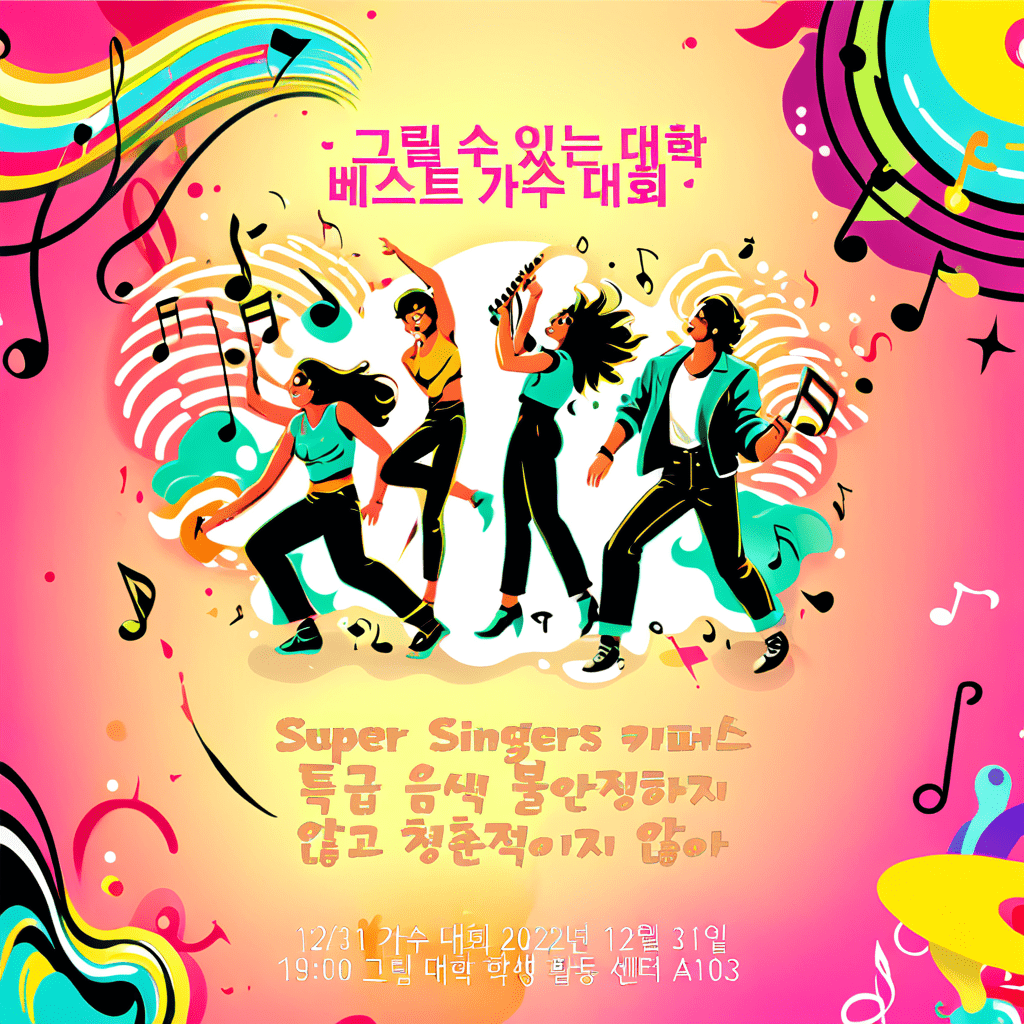 그릴 수 있는 대학
베스트 가수 대회
Super Singers 키패스
특급 음색 불안정하지
않고 청춘적이지 않아
12/31 가수 대회 2022년 12월 31일
19:00 그림 대학 학생 활동 센터 A103